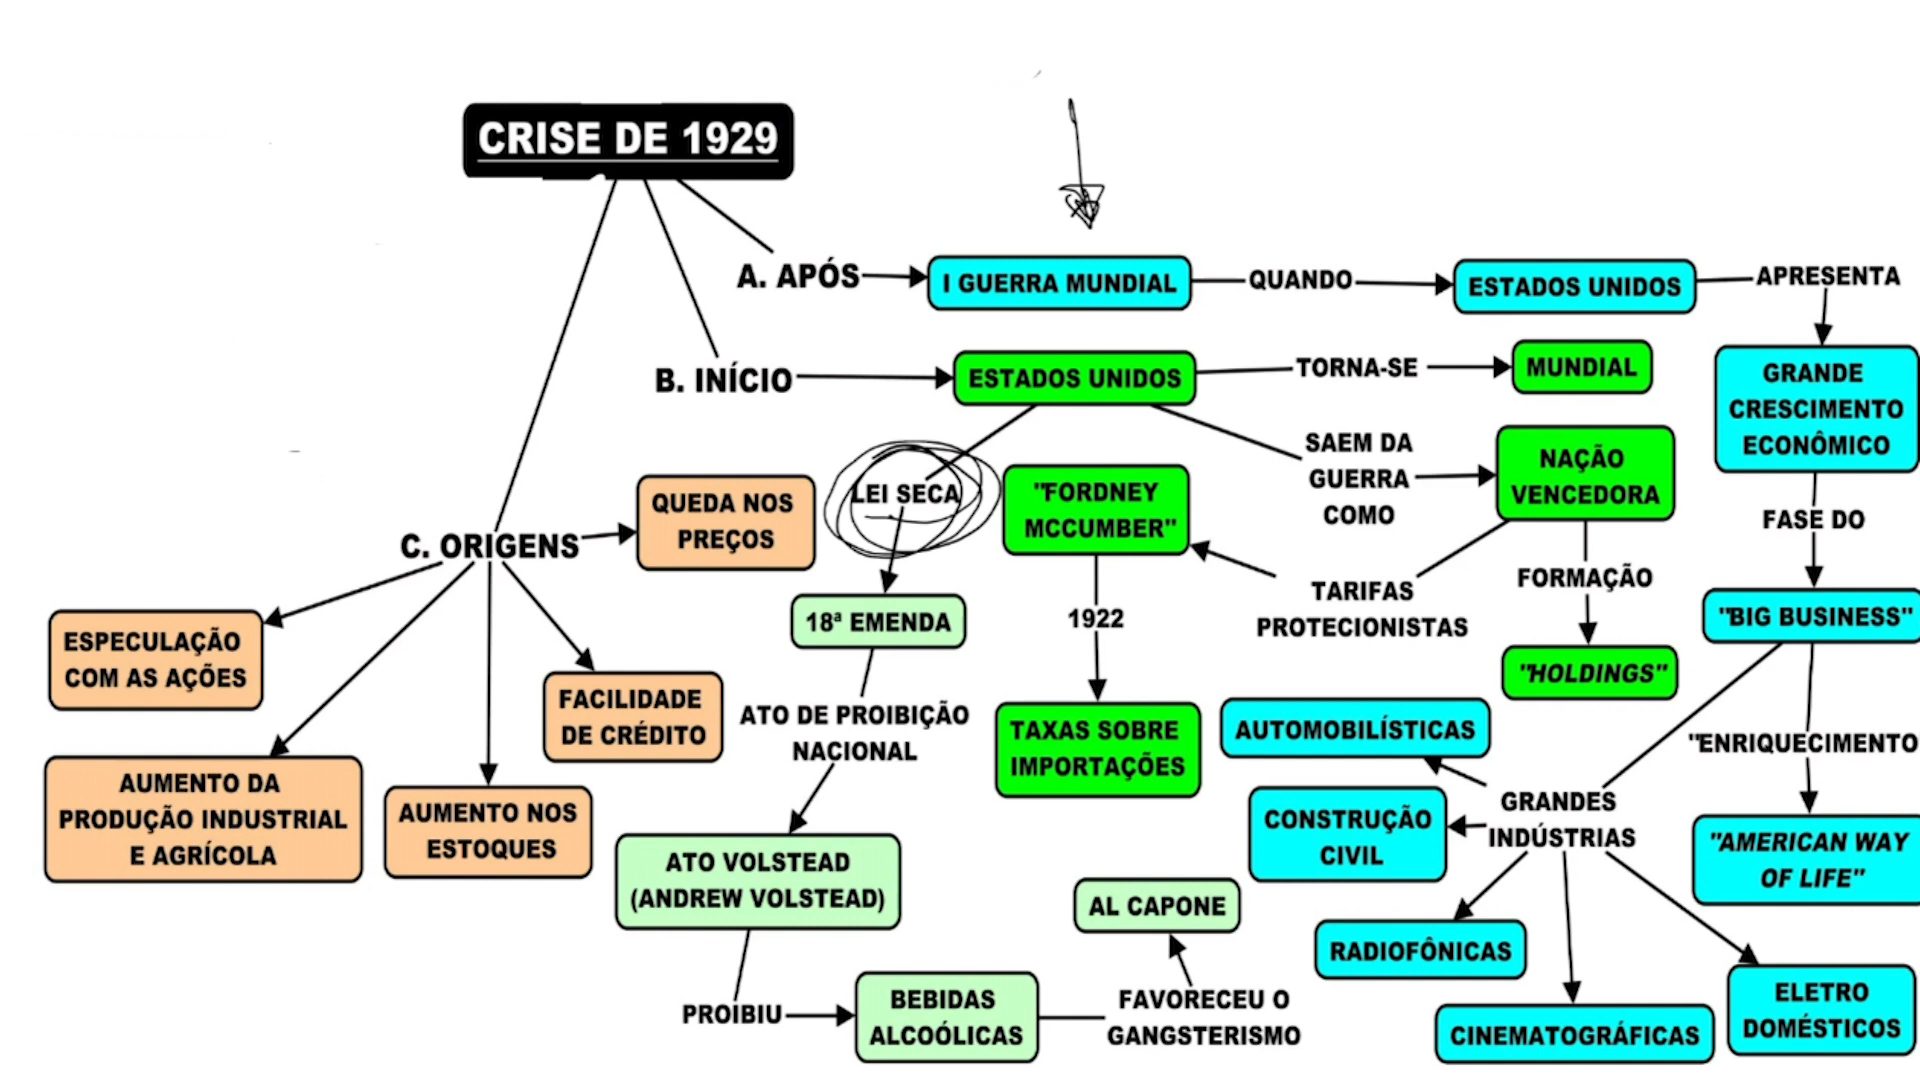 CRISE DE 1929
A. APÓS
I GUERRA MUNDIAL
QUANDO
ESTADOS UNIDOS
APRESENTA
GRANDE
CRESCIMENTO
ECONÔMICO
FASE DO
"BIG BUSINESS"
"ENRIQUECIMENTO
"AMERICAN WAY
OF LIFE"
GRANDES
INDÚSTRIAS
AUTOMOBILÍSTICAS
CONSTRUÇÃO
CIVIL
RADIOFÔNICAS
CINEMATOGRÁFICAS
ELETRO
DOMÉSTICOS
B. INÍCIO
ESTADOS UNIDOS
TORNA-SE
MUNDIAL
SAEM DA
GUERRA
COMO
NAÇÃO
VENCEDORA
FORMAÇÃO
"HOLDINGS"
TARIFAS
PROTECIONISTAS
"FORDNEY
MCCUMBER"
1922
TAXAS SOBRE
IMPORTAÇÕES
LEI SECA
18ª EMENDA
ATO DE PROIBIÇÃO
NACIONAL
ATO VOLSTEAD
(ANDREW VOLSTEAD)
PROIBIU
BEBIDAS
ALCOÓLICAS
FAVORECEU O
GANGSTERISMO
AL CAPONE
C. ORIGENS
QUEDA NOS
PREÇOS
FACILIDADE
DE CRÉDITO
AUMENTO NOS
ESTOQUES
AUMENTO DA
PRODUÇÃO INDUSTRIAL
E AGRÍCOLA
ESPECULAÇÃO
COM AS AÇÕES